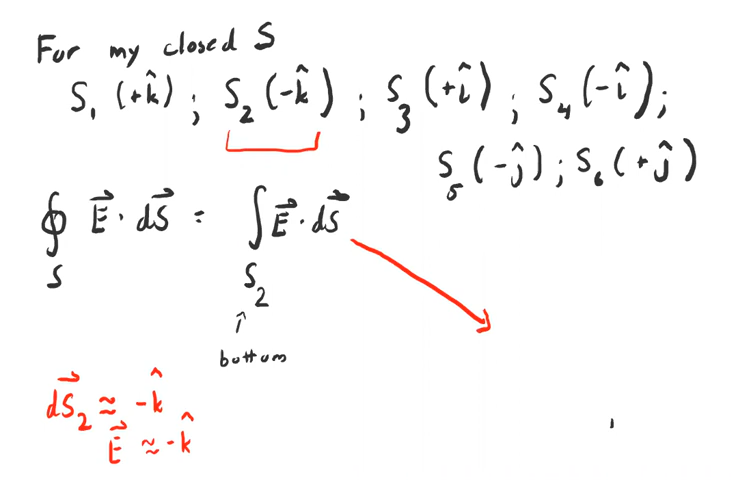 For my closed S
S₁ (+k̂) ; S₂ (-k̂) ; S₃ (+î) ; S₄ (-î) ;
S₅ (-ĵ) ; S₆ (+ĵ)
∮ E⃗ · dS⃗ = ∫ E⃗ · dS⃗
S S₂
↑
bottom
dS⃗₂ ≈ -k̂
E⃗ ≈ -k̂